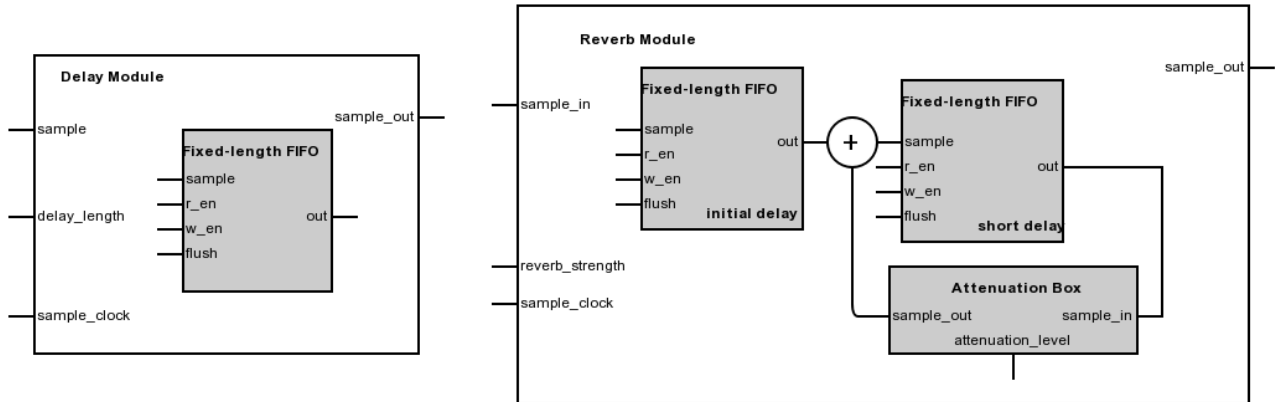 Delay Module
sample_out
sample
Fixed-length FIFO
sample
r_en
delay_length
out
w_en
flush
sample_clock
Reverb Module
sample_out
sample_in
Fixed-length FIFO
sample
out
r_en
w_en
flush
initial delay
+
Fixed-length FIFO
sample
r_en
out
w_en
flush
short delay
reverb_strength
sample_clock
Attenuation Box
sample_out
sample_in
attenuation_level